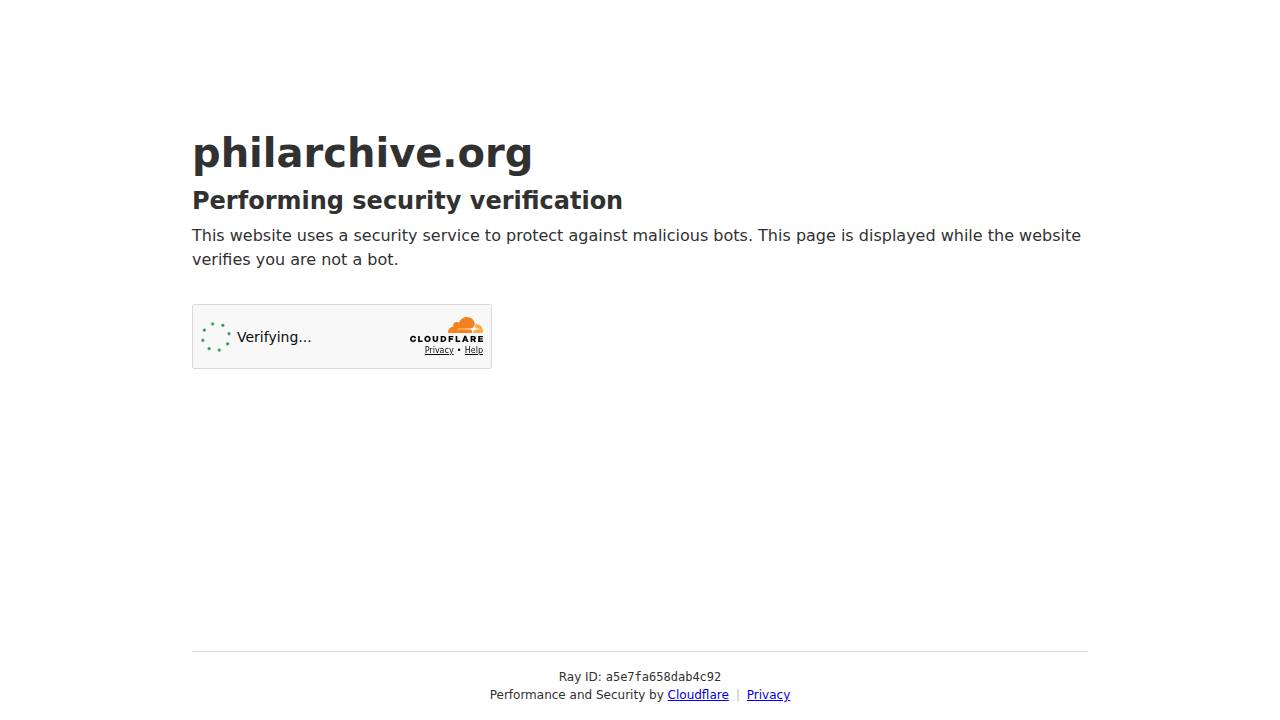 philarchive.org
Performing security verification
This website uses a security service to protect against malicious bots. This page is displayed while the website
verifies you are not a bot.
Verifying...
CLOUDFLARE
Privacy • Help
Ray ID: a5e7fa658dab4c92
Performance and Security by Cloudflare | Privacy